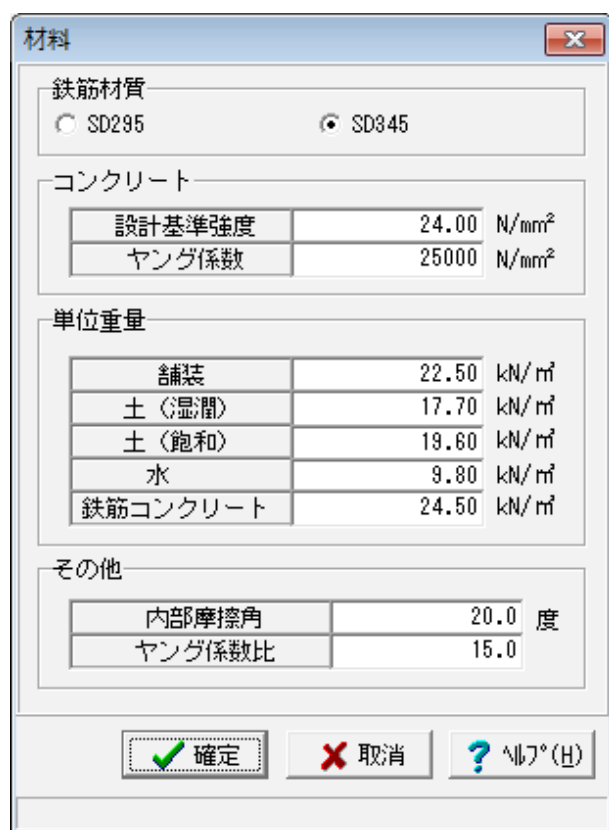 材料
鉄筋材質
SD295 SD345
コンクリート
設計基準強度 24.00 N/mm²
ヤング係数 25000 N/mm²
単位重量
舗装 22.50 kN/㎥
土（湿潤） 17.70 kN/㎥
土（飽和） 19.60 kN/㎥
水 9.80 kN/㎥
鉄筋コンクリート 24.50 kN/㎥
その他
内部摩擦角 20.0 度
ヤング係数比 15.0
確定 取消 ? ﾍﾙﾌﾟ(H)